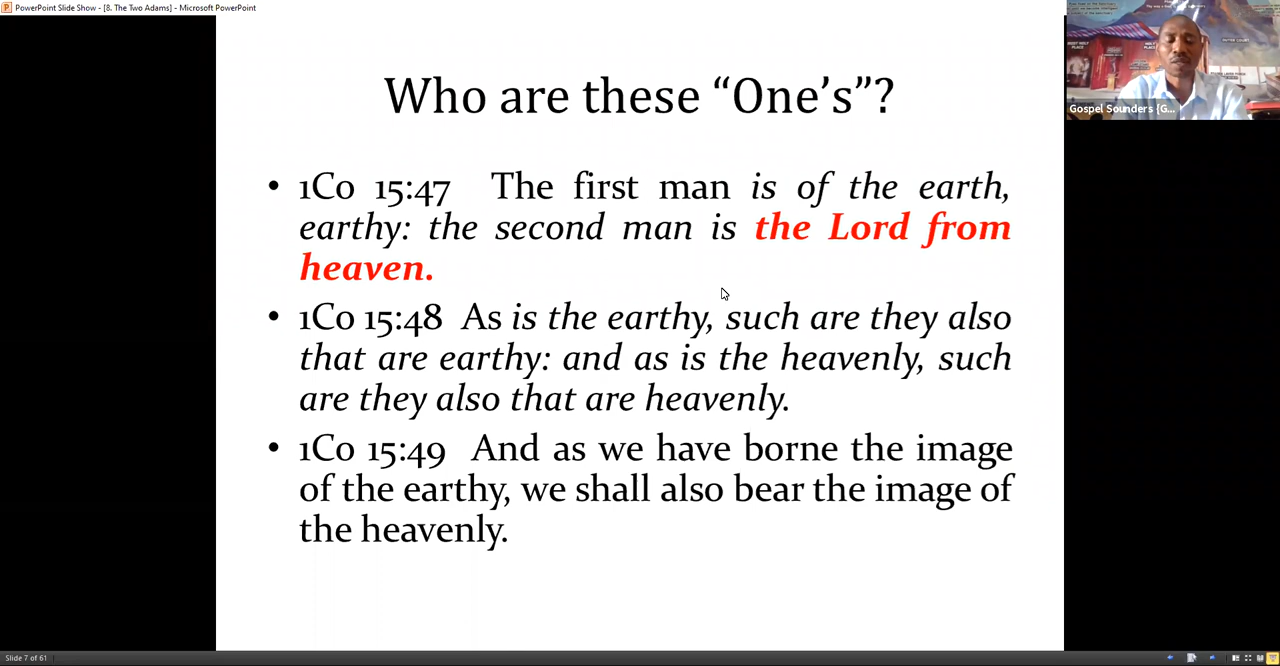 PowerPoint Slide Show - [8. The Two Adams] - Microsoft PowerPoint
Who are these “One’s”?
• 1Co 15:47 The first man is of the earth,
earthy: the second man is the Lord from
heaven.
• 1Co 15:48 As is the earthy, such are they also
that are earthy: and as is the heavenly, such
are they also that are heavenly.
• 1Co 15:49 And as we have borne the image
of the earthy, we shall also bear the image of
the heavenly.
Gospel Sounders {G...
Slide 7 of 61